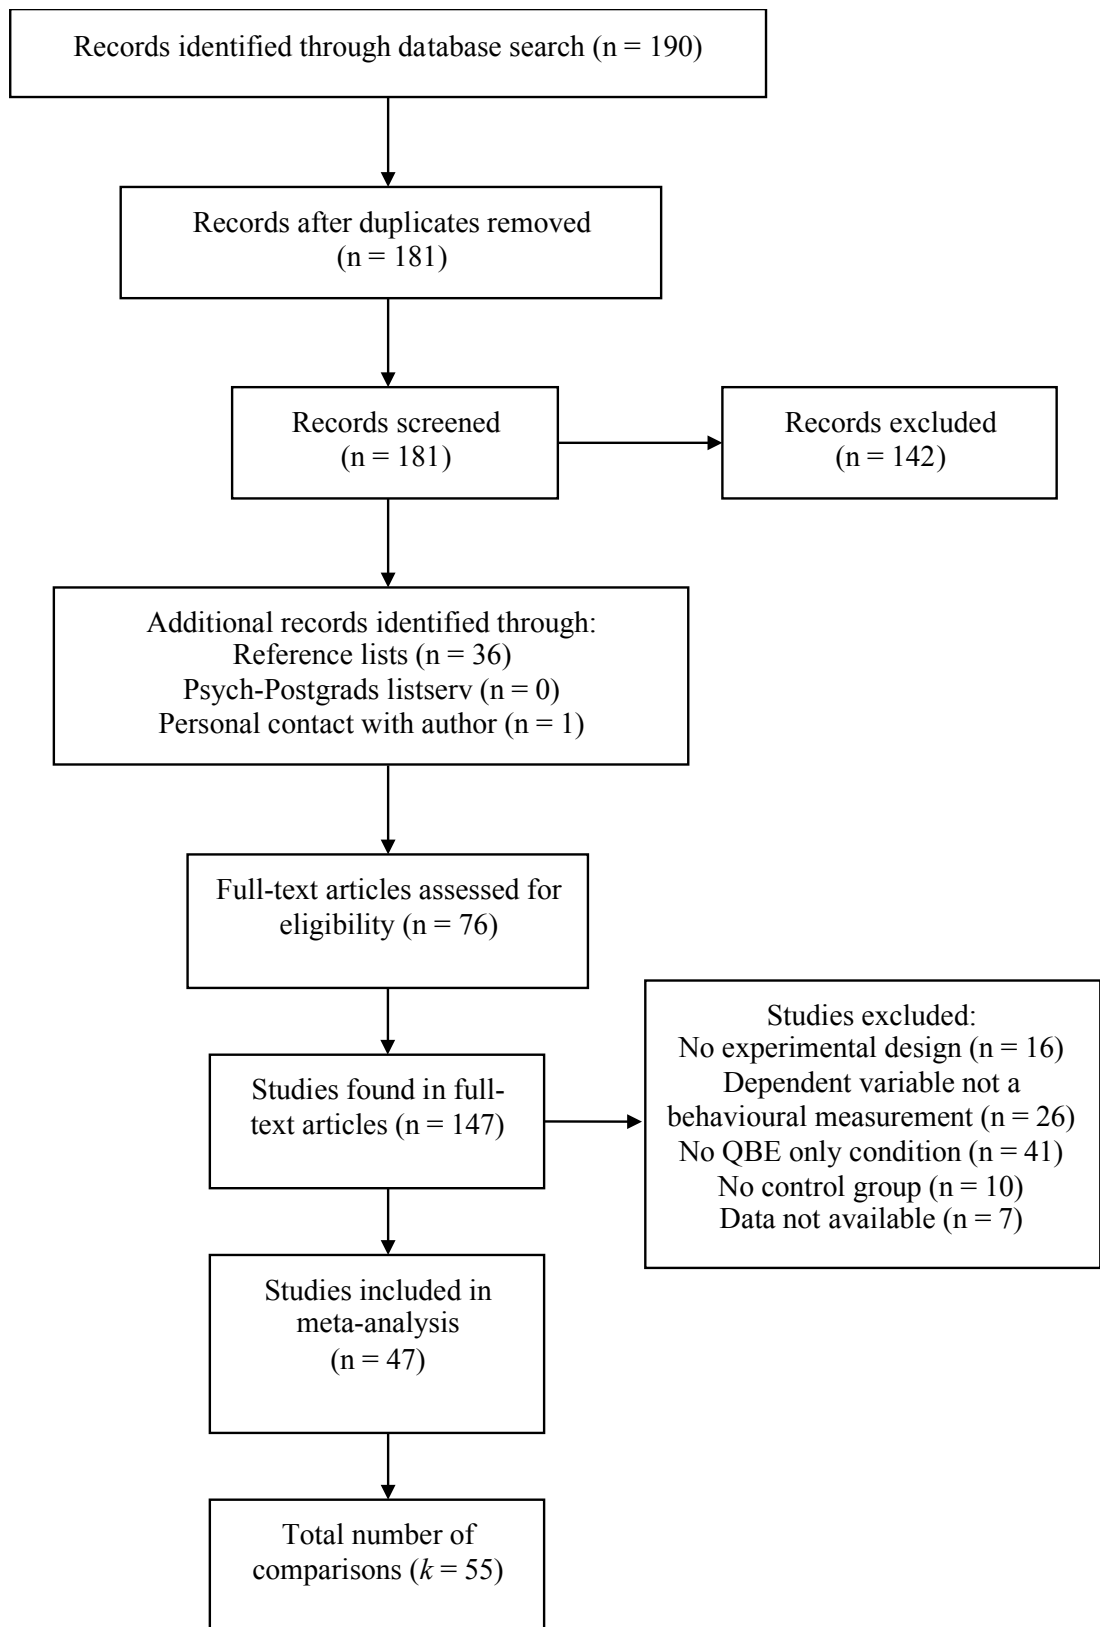 Records identified through database search (n = 190)
Records after duplicates removed
(n = 181)
Records screened
(n = 181)
Records excluded
(n = 142)
Additional records identified through:
Reference lists (n = 36)
Psych-Postgrads listserv (n = 0)
Personal contact with author (n = 1)
Full-text articles assessed for
eligibility (n = 76)
Studies found in full-
text articles (n = 147)
Studies excluded:
No experimental design (n = 16)
Dependent variable not a
behavioural measurement (n = 26)
No QBE only condition (n = 41)
No control group (n = 10)
Data not available (n = 7)
Studies included in
meta-analysis
(n = 47)
Total number of
comparisons (k = 55)